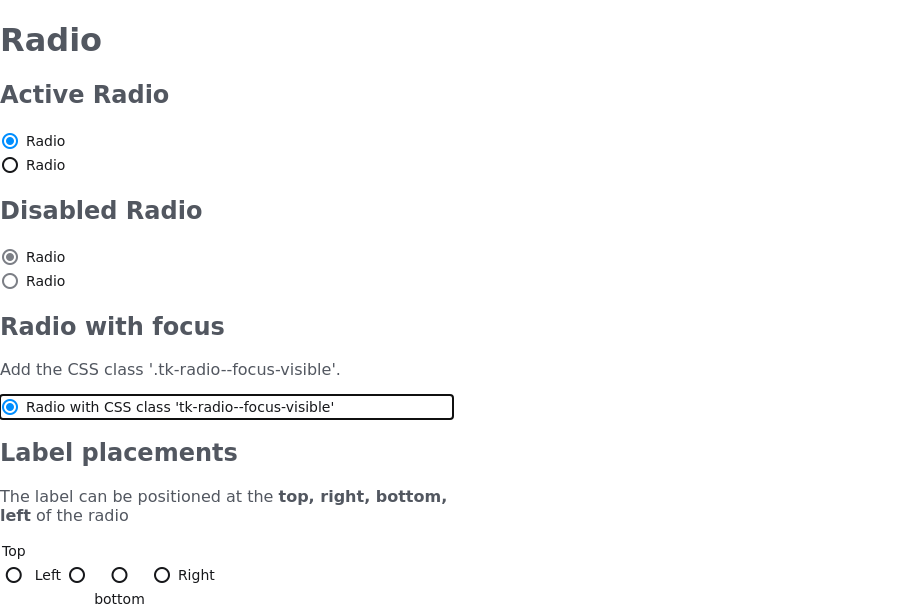 Radio
Active Radio
Radio
Radio
Disabled Radio
Radio
Radio
Radio with focus
Add the CSS class '.tk-radio--focus-visible'.
Radio with CSS class 'tk-radio--focus-visible'
Label placements
The label can be positioned at the top, right, bottom,
left of the radio
Top
Left Right
bottom